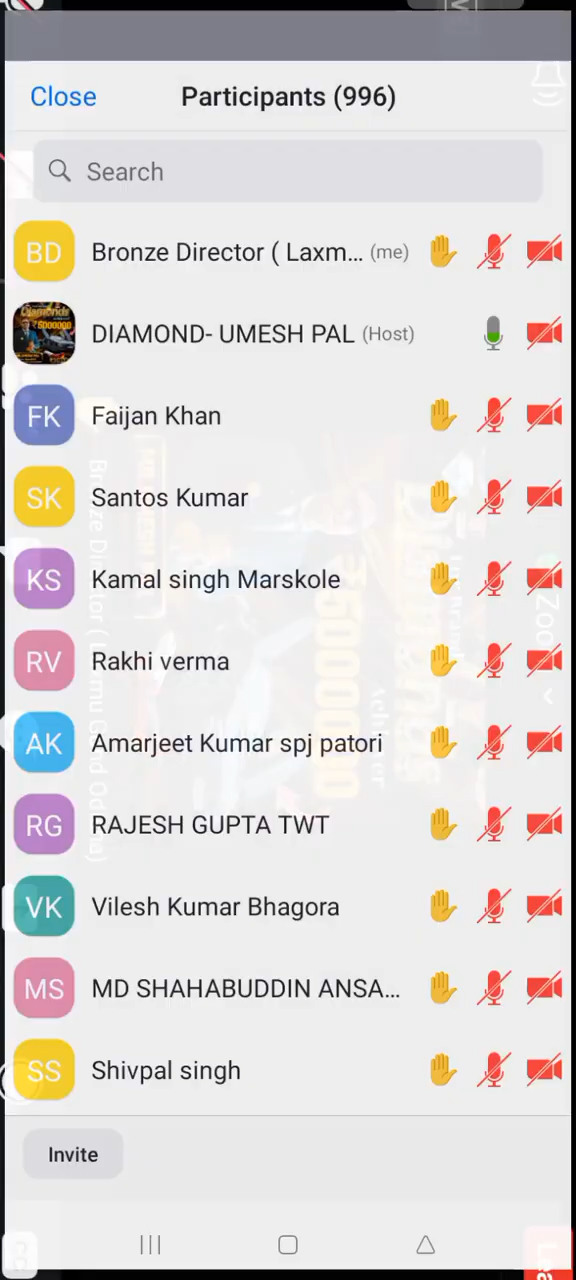 Close
Participants (996)
Search
BD
Bronze Director ( Laxm... (me)
Diamonds
DIAMOND- UMESH PAL (Host)
FK
Faijan Khan
SK
Santos Kumar
KS
Kamal singh Marskole
RV
Rakhi verma
AK
Amarjeet Kumar spj patori
RG
RAJESH GUPTA TWT
VK
Vilesh Kumar Bhagora
MS
MD SHAHABUDDIN ANSA...
SS
Shivpal singh
Invite